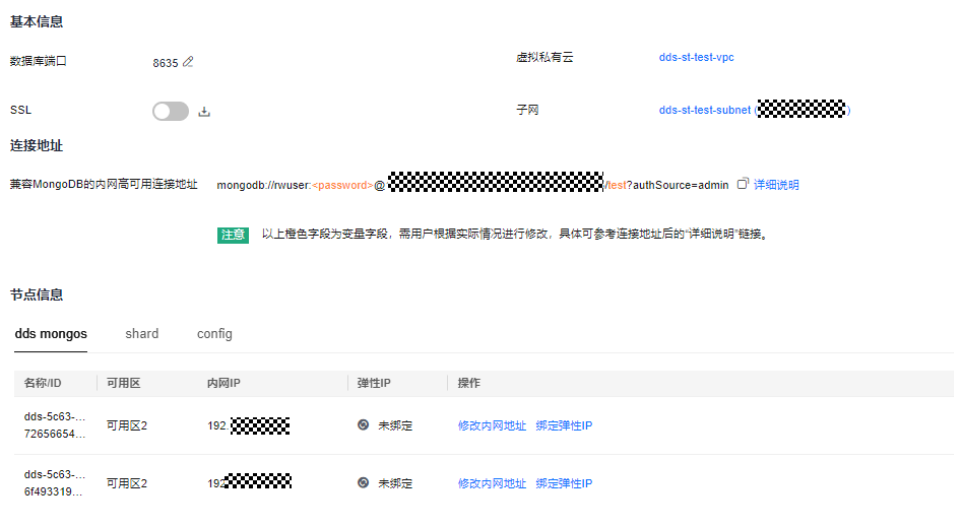 基本信息
数据库端口 8635 虚拟私有云 dds-st-test-vpc
SSL 子网 dds-st-test-subnet ( )
连接地址
兼容MongoDB的内网高可用连接地址 mongodb://rwuser:<password>@ /test?authSource=admin 详细说明
注意 以上橙色字段为变量字段，需用户根据实际情况进行修改，具体可参考连接地址后的“详细说明”链接。
节点信息
dds mongos shard config
名称/ID 可用区 内网IP 弹性IP 操作
dds-5c63-...
72656654... 可用区2 192. 未绑定 修改内网地址 绑定弹性IP
dds-5c63-...
6f493319... 可用区2 192 未绑定 修改内网地址 绑定弹性IP